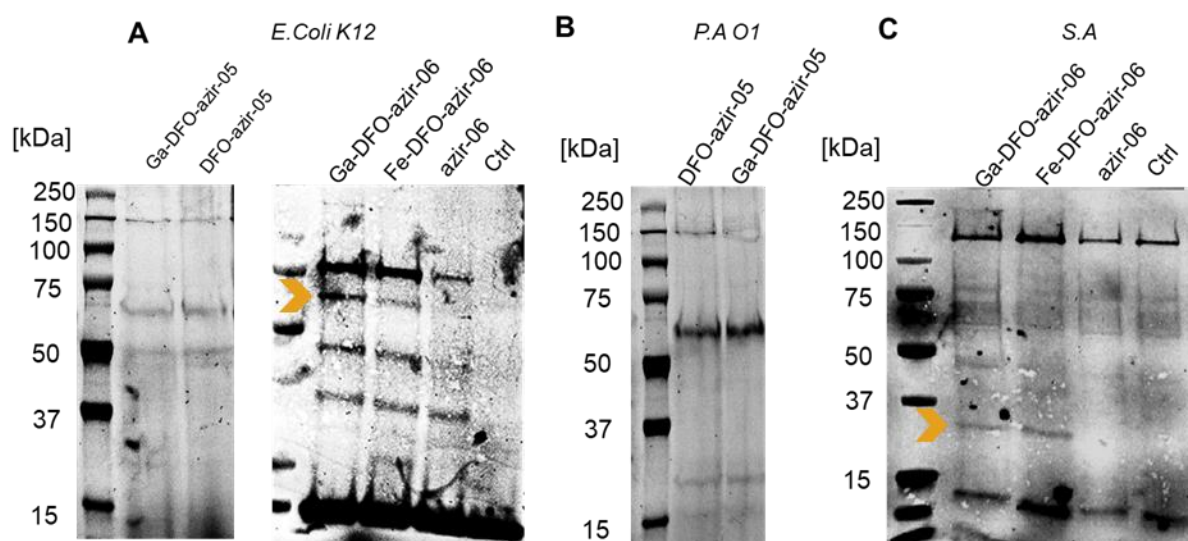 A
E.Coli K12
[kDa]
Ga-DFO-azir-05
DFO-azir-05
250
150
100
75
50
37
15
Ga-DFO-azir-06
Fe-DFO-azir-06
azir-06
Ctrl
B
P.A O1
[kDa]
DFO-azir-05
Ga-DFO-azir-05
250
150
100
75
50
37
15
C
S.A
[kDa]
Ga-DFO-azir-06
Fe-DFO-azir-06
azir-06
Ctrl
250
150
100
75
50
37
15